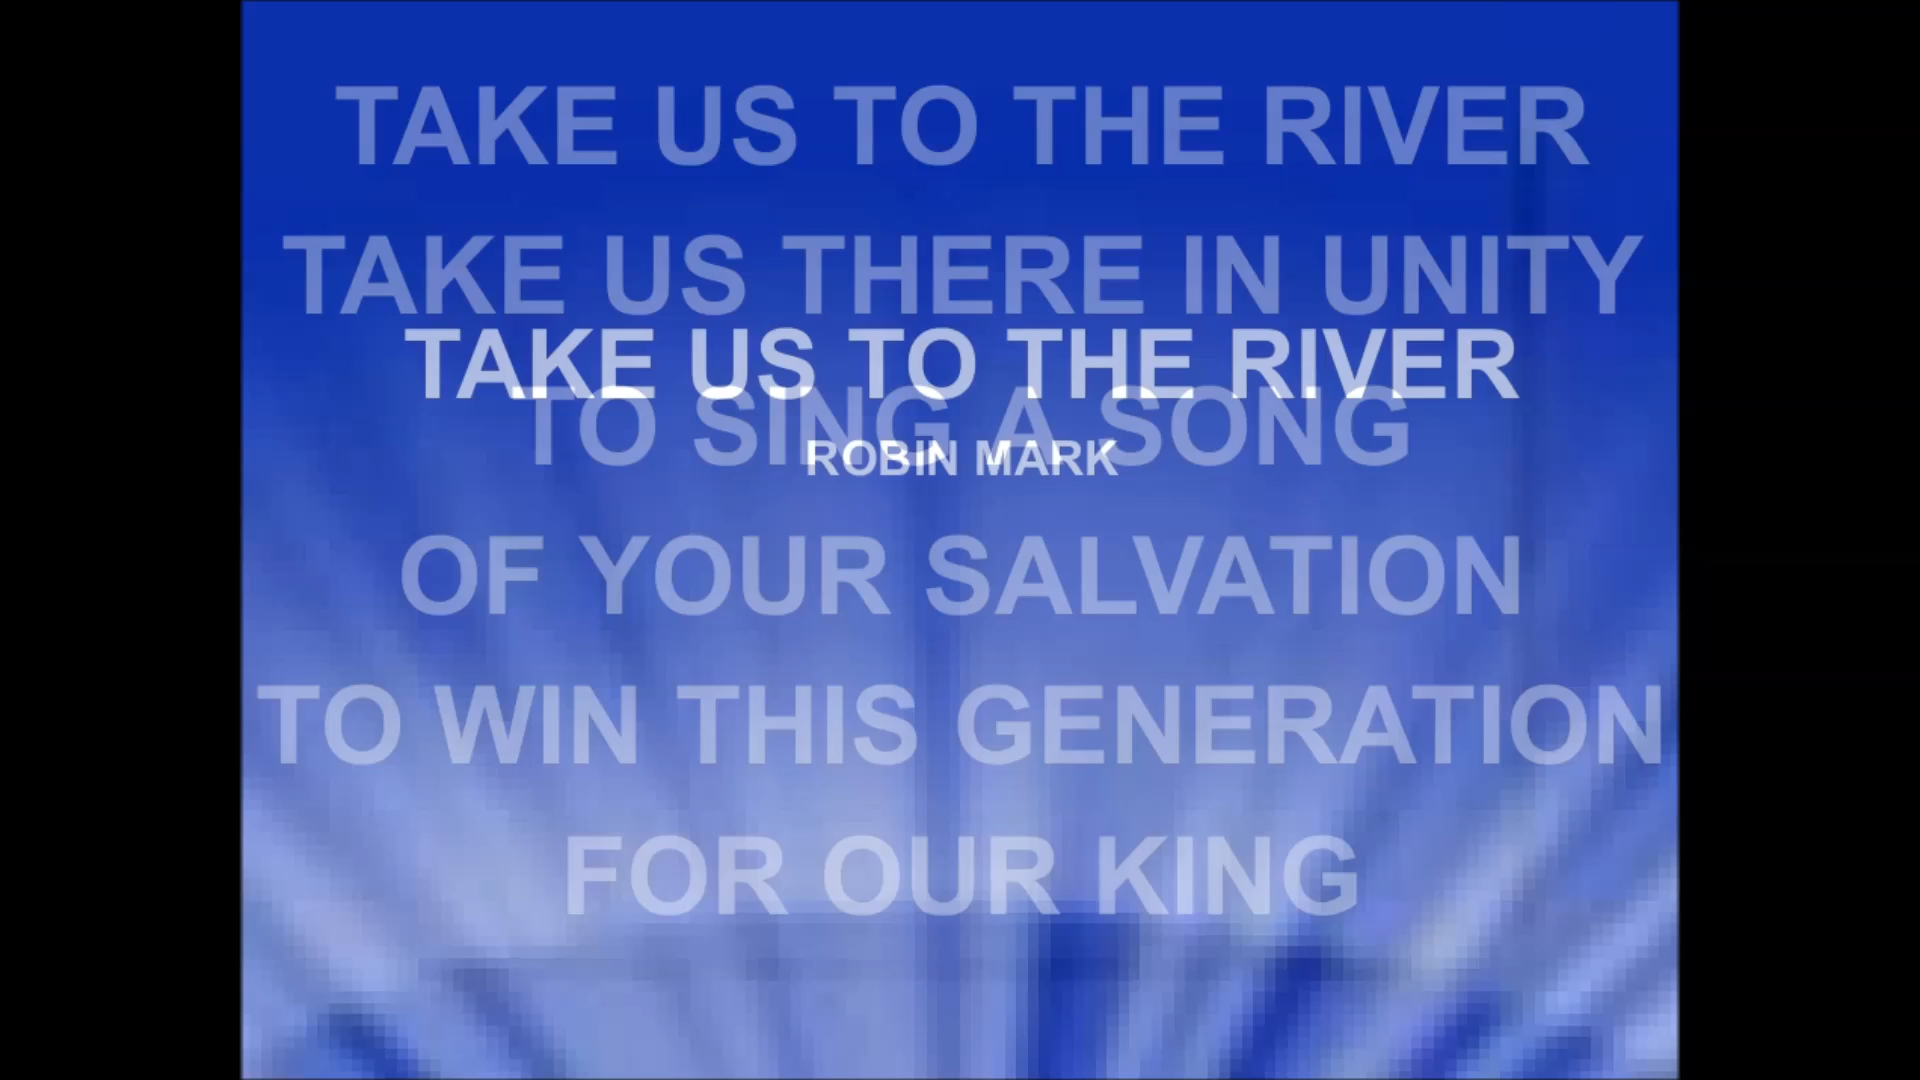 TAKE US TO THE RIVER
TAKE US THERE IN UNITY
TAKE US TO THE RIVER
TO SING A SONG
ROBIN MARK
OF YOUR SALVATION
TO WIN THIS GENERATION
FOR OUR KING